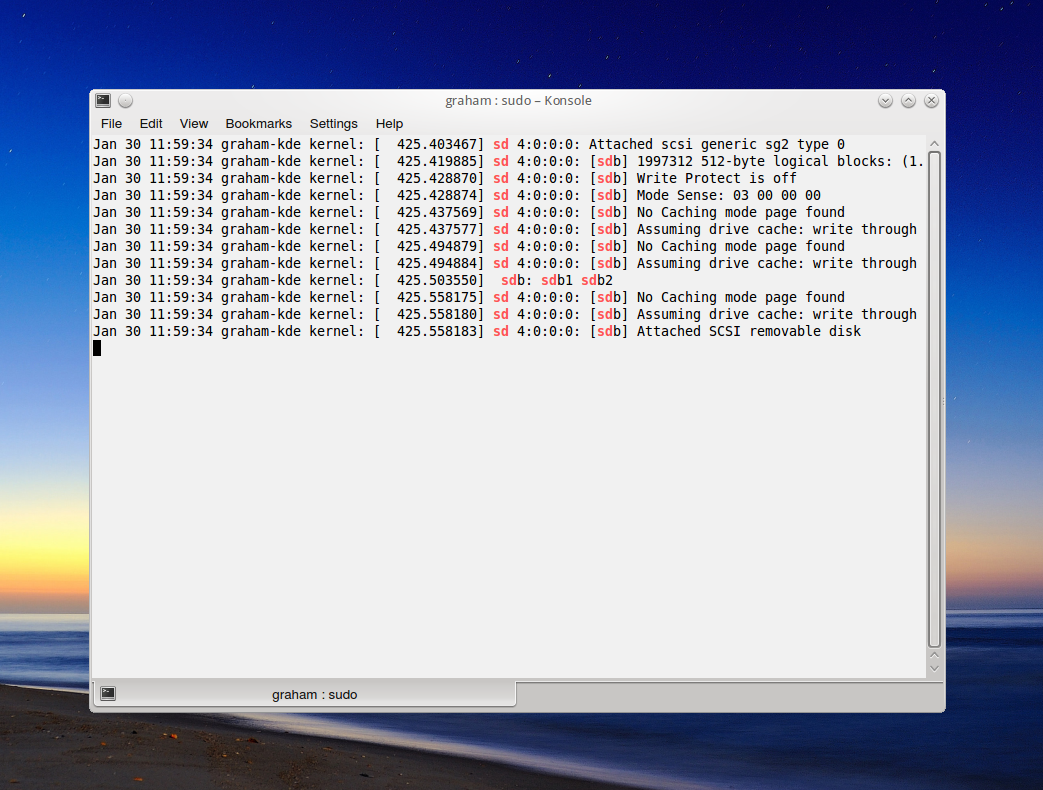 graham : sudo – Konsole
File Edit View Bookmarks Settings Help
Jan 30 11:59:34 graham-kde kernel: [  425.403467] sd 4:0:0:0: Attached scsi generic sg2 type 0
Jan 30 11:59:34 graham-kde kernel: [  425.419885] sd 4:0:0:0: [sdb] 1997312 512-byte logical blocks: (1.
Jan 30 11:59:34 graham-kde kernel: [  425.428870] sd 4:0:0:0: [sdb] Write Protect is off
Jan 30 11:59:34 graham-kde kernel: [  425.428874] sd 4:0:0:0: [sdb] Mode Sense: 03 00 00 00
Jan 30 11:59:34 graham-kde kernel: [  425.437569] sd 4:0:0:0: [sdb] No Caching mode page found
Jan 30 11:59:34 graham-kde kernel: [  425.437577] sd 4:0:0:0: [sdb] Assuming drive cache: write through
Jan 30 11:59:34 graham-kde kernel: [  425.494879] sd 4:0:0:0: [sdb] No Caching mode page found
Jan 30 11:59:34 graham-kde kernel: [  425.494884] sd 4:0:0:0: [sdb] Assuming drive cache: write through
Jan 30 11:59:34 graham-kde kernel: [  425.503550]  sdb: sdb1 sdb2
Jan 30 11:59:34 graham-kde kernel: [  425.558175] sd 4:0:0:0: [sdb] No Caching mode page found
Jan 30 11:59:34 graham-kde kernel: [  425.558180] sd 4:0:0:0: [sdb] Assuming drive cache: write through
Jan 30 11:59:34 graham-kde kernel: [  425.558183] sd 4:0:0:0: [sdb] Attached SCSI removable disk
graham : sudo